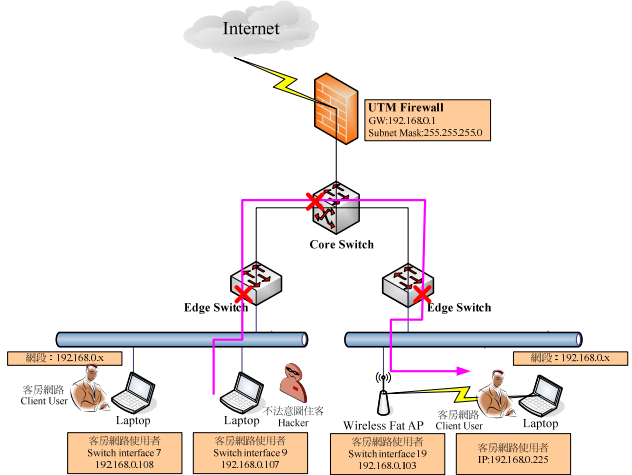 Internet
UTM Firewall
GW:192.168.0.1
Subnet Mask:255.255.255.0
Core Switch
Edge Switch
Edge Switch
網段：192.168.0.x
網段：192.168.0.x
客房網路
Client User
Laptop
Laptop
不法意圖住客
Hacker
Wireless Fat AP
客房網路
Client User
Laptop
客房網路使用者
Switch interface 7
192.168.0.108
客房網路使用者
Switch interface 9
192.168.0.107
客房網路使用者
Switch interface 19
192.168.0.103
客房網路使用者
IP:192.168.0.225